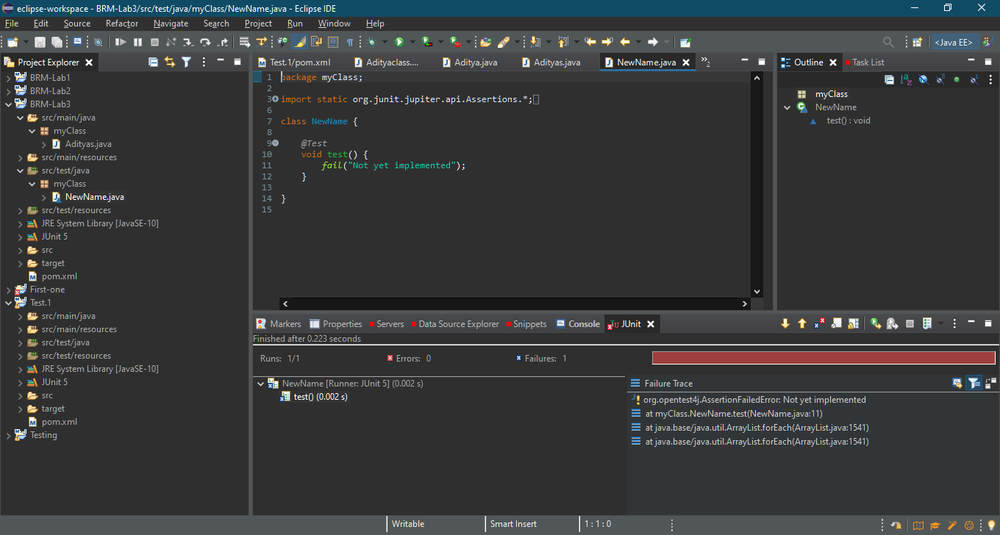 eclipse-workspace - BRM-Lab3/src/test/java/myClass/NewName.java - Eclipse IDE
File Edit Source Refactor Navigate Search Project Run Window Help
<Java EE>
Project Explorer
BRM-Lab1
BRM-Lab2
BRM-Lab3
src/main/java
myClass
Adityas.java
src/main/resources
src/test/java
myClass
NewName.java
src/test/resources
JRE System Library [JavaSE-10]
JUnit 5
src
target
pom.xml
First-one
Test.1
src/main/java
src/main/resources
src/test/java
src/test/resources
JRE System Library [JavaSE-10]
JUnit 5
src
target
pom.xml
Testing
Test.1/pom.xml Adityaclass.... Aditya.java Adityas.java NewName.java »2
1 package myClass;
2
3 import static org.junit.jupiter.api.Assertions.*;
6
7 class NewName {
8
9 @Test
10 void test() {
11 fail("Not yet implemented");
12 }
13
14 }
15
Outline Task List
myClass
NewName
test() : void
Markers Properties Servers Data Source Explorer Snippets Console JUnit
Finished after 0.223 seconds
Runs: 1/1 Errors: 0 Failures: 1
NewName [Runner: JUnit 5] (0.002 s)
test() (0.002 s)
Failure Trace
org.opentest4j.AssertionFailedError: Not yet implemented
at myClass.NewName.test(NewName.java:11)
at java.base/java.util.ArrayList.forEach(ArrayList.java:1541)
at java.base/java.util.ArrayList.forEach(ArrayList.java:1541)
Writable Smart Insert 1 : 1 : 0